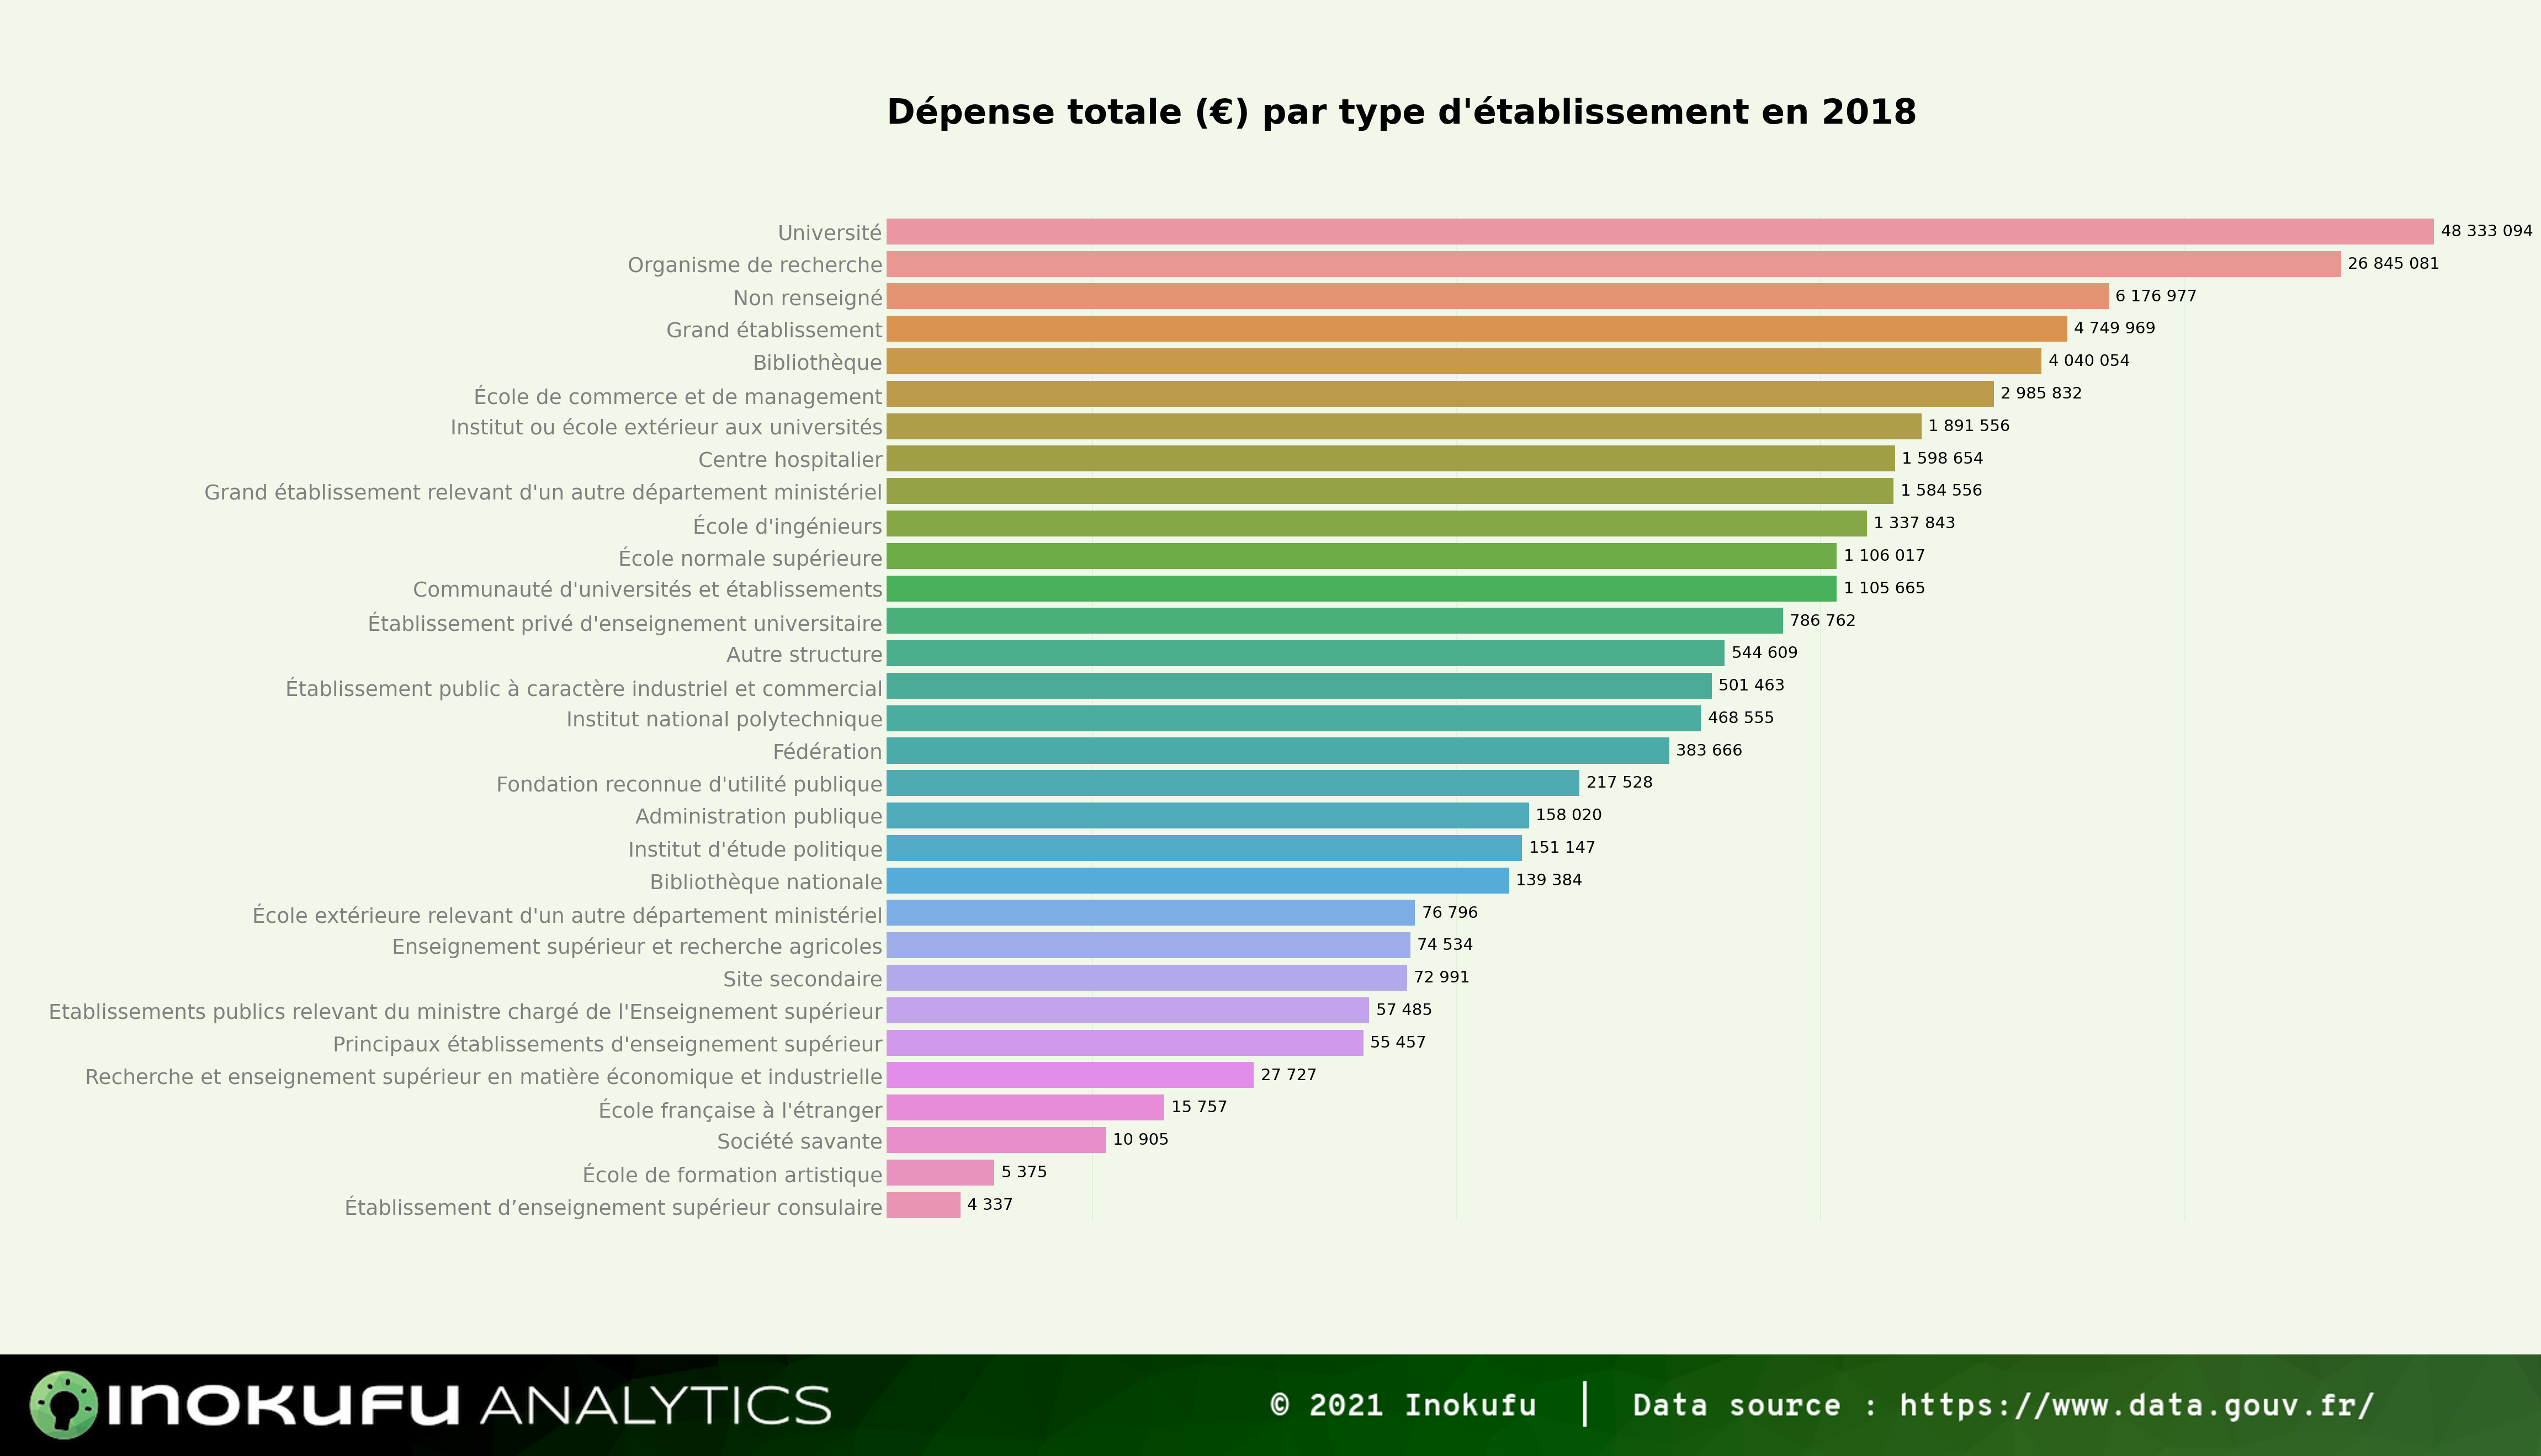 Dépense totale (€) par type d'établissement en 2018
Université 48 333 094
Organisme de recherche 26 845 081
Non renseigné 6 176 977
Grand établissement 4 749 969
Bibliothèque 4 040 054
École de commerce et de management 2 985 832
Institut ou école extérieur aux universités 1 891 556
Centre hospitalier 1 598 654
Grand établissement relevant d'un autre département ministériel 1 584 556
École d'ingénieurs 1 337 843
École normale supérieure 1 106 017
Communauté d'universités et établissements 1 105 665
Établissement privé d'enseignement universitaire 786 762
Autre structure 544 609
Établissement public à caractère industriel et commercial 501 463
Institut national polytechnique 468 555
Fédération 383 666
Fondation reconnue d'utilité publique 217 528
Administration publique 158 020
Institut d'étude politique 151 147
Bibliothèque nationale 139 384
École extérieure relevant d'un autre département ministériel 76 796
Enseignement supérieur et recherche agricoles 74 534
Site secondaire 72 991
Etablissements publics relevant du ministre chargé de l'Enseignement supérieur 57 485
Principaux établissements d'enseignement supérieur 55 457
Recherche et enseignement supérieur en matière économique et industrielle 27 727
École française à l'étranger 15 757
Société savante 10 905
École de formation artistique 5 375
Établissement d’enseignement supérieur consulaire 4 337
INOKUFU ANALYTICS © 2021 Inokufu | Data source : https://www.data.gouv.fr/